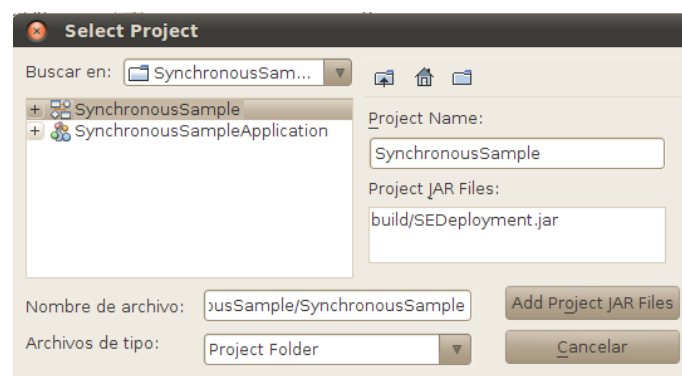 Select Project
Buscar en: SynchronousSam...
SynchronousSample
SynchronousSampleApplication
Project Name:
SynchronousSample
Project JAR Files:
build/SEDeployment.jar
Nombre de archivo: ousSample/SynchronousSample
Add Project JAR Files
Archivos de tipo: Project Folder
Cancelar